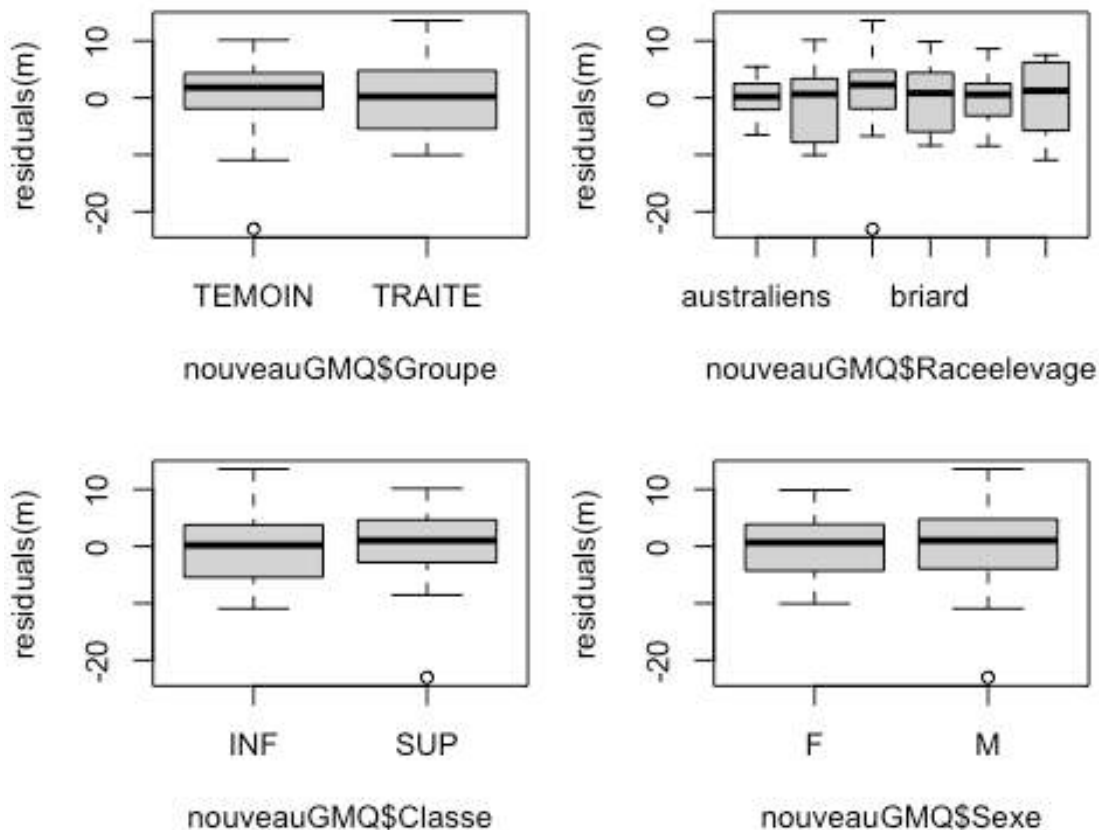 residuals(m)
10
0
-20
TEMOIN TRAITE
nouveauGMQ$Groupe
residuals(m)
10
0
-20
australiens briard
nouveauGMQ$Raceelevage
residuals(m)
10
0
-20
INF SUP
nouveauGMQ$Classe
residuals(m)
10
0
-20
F M
nouveauGMQ$Sexe